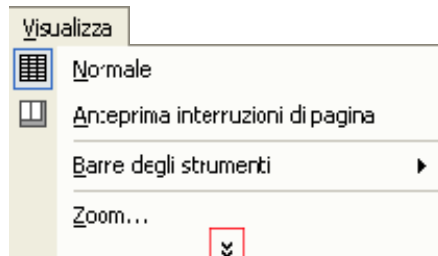 Visualizza
Normale
Anteprima interruzioni di pagina
Barre degli strumenti
Zoom...